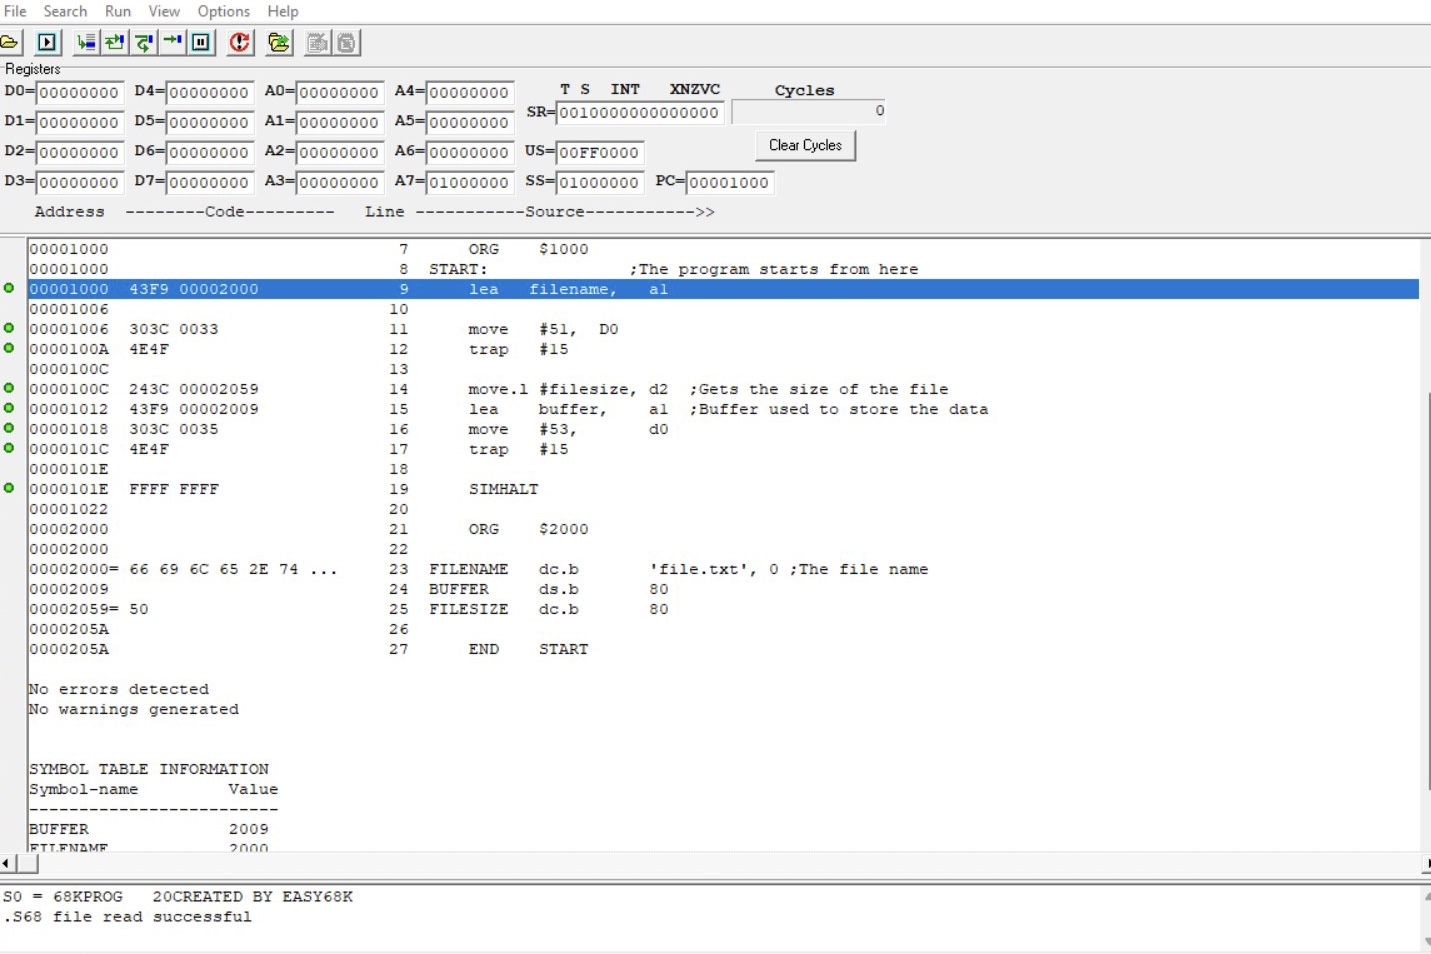 File Search Run View Options Help
Registers
T S INT XNZVC Cycles
D0=00000000 D4=00000000 A0=00000000 A4=00000000
SR=0010000000000000 0
D1=00000000 D5=00000000 A1=00000000 A5=00000000
Clear Cycles
D2=00000000 D6=00000000 A2=00000000 A6=00000000 US=00FF0000
D3=00000000 D7=00000000 A3=00000000 A7=01000000 SS=01000000 PC=00001000
Address --------Code--------- Line -----------Source----------->>
00001000 7 ORG $1000
00001000 8 START: ;The program starts from here
00001000 43F9 00002000 9 lea filename, a1
00001006 10
00001006 303C 0033 11 move #51, D0
0000100A 4E4F 12 trap #15
0000100C 13
0000100C 243C 00002059 14 move.l #filesize, d2 ;Gets the size of the file
00001012 43F9 00002009 15 lea buffer, a1 ;Buffer used to store the data
00001018 303C 0035 16 move #53, d0
0000101C 4E4F 17 trap #15
0000101E 18
0000101E FFFF FFFF 19 SIMHALT
00001022 20
00002000 21 ORG $2000
00002000 22
00002000= 66 69 6C 65 2E 74 ... 23 FILENAME dc.b 'file.txt', 0 ;The file name
00002009 24 BUFFER ds.b 80
00002059= 50 25 FILESIZE dc.b 80
0000205A 26
0000205A 27 END START
No errors detected
No warnings generated
SYMBOL TABLE INFORMATION
Symbol-name Value
-------------------------
BUFFER 2009
FILENAME 2000
S0 = 68KPROG 20CREATED BY EASY68K
.S68 file read successful